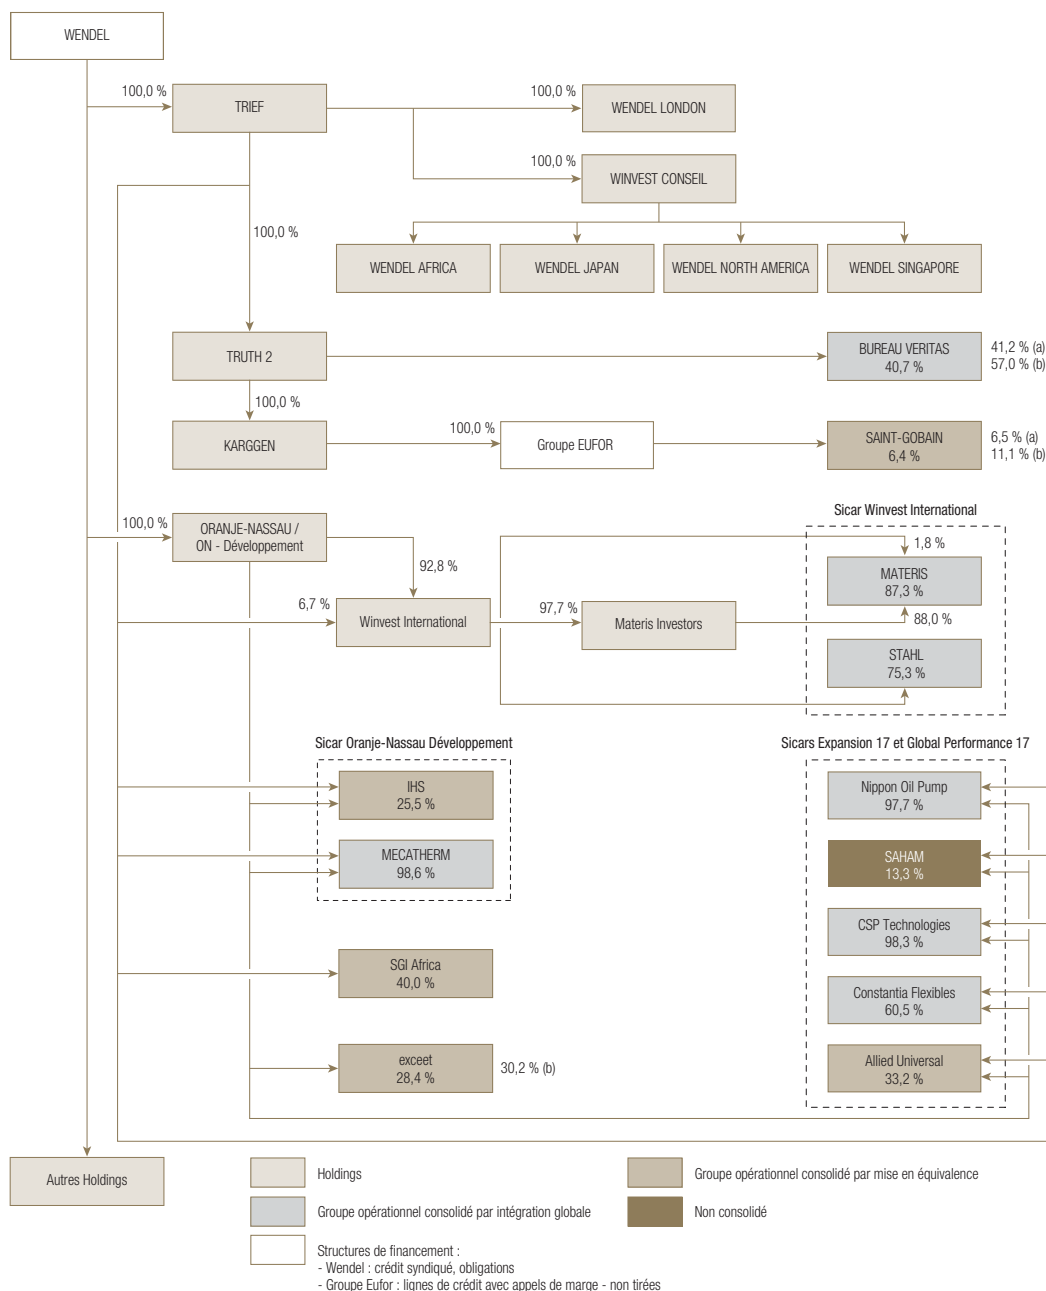 WENDEL
100,0 %
TRIEF
100,0 %
WENDEL LONDON
100,0 %
WINVEST CONSEIL
100,0 %
WENDEL AFRICA
WENDEL JAPAN
WENDEL NORTH AMERICA
WENDEL SINGAPORE
TRUTH 2
BUREAU VERITAS
40,7 %
41,2 % (a)
57,0 % (b)
100,0 %
KARGGEN
100,0 %
Groupe EUFOR
SAINT-GOBAIN
6,4 %
6,5 % (a)
11,1 % (b)
100,0 %
ORANJE-NASSAU /
ON - Développement
92,8 %
6,7 %
Winvest International
97,7 %
Materis Investors
Sicar Winvest International
1,8 %
MATERIS
87,3 %
88,0 %
STAHL
75,3 %
Sicar Oranje-Nassau Développement
IHS
25,5 %
MECATHERM
98,6 %
SGI Africa
40,0 %
exceet
28,4 %
30,2 % (b)
Sicars Expansion 17 et Global Performance 17
Nippon Oil Pump
97,7 %
SAHAM
13,3 %
CSP Technologies
98,3 %
Constantia Flexibles
60,5 %
Allied Universal
33,2 %
Autres Holdings
Holdings
Groupe opérationnel consolidé par mise en équivalence
Groupe opérationnel consolidé par intégration globale
Non consolidé
Structures de financement :
- Wendel : crédit syndiqué, obligations
- Groupe Eufor : lignes de crédit avec appels de marge - non tirées